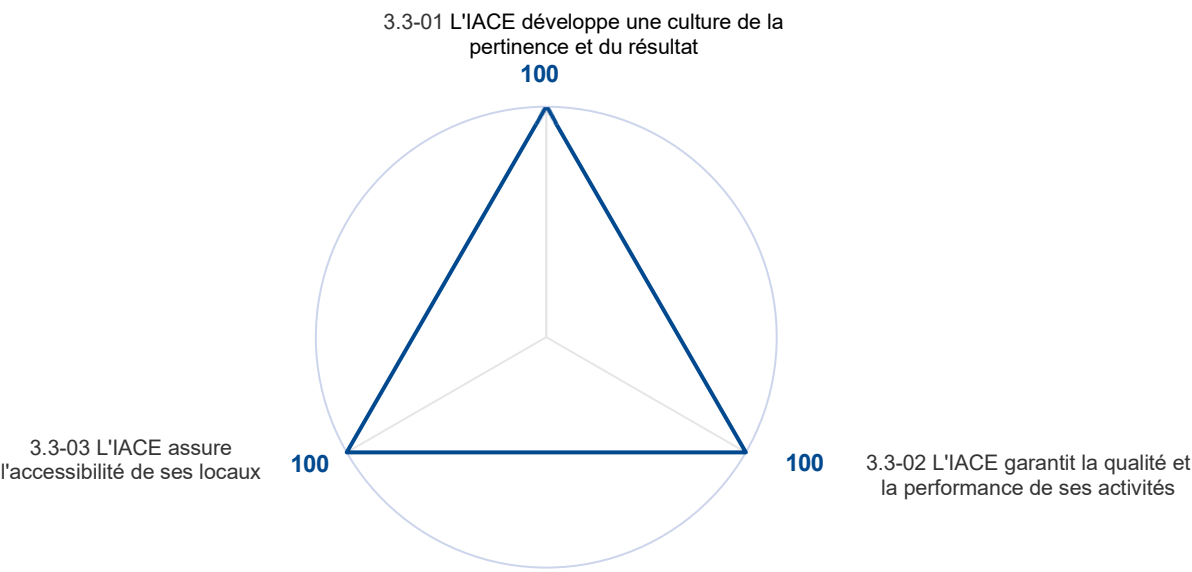 3.3-01 L'IACE développe une culture de la
pertinence et du résultat
100
3.3-03 L'IACE assure
l'accessibilité de ses locaux
100
100
3.3-02 L'IACE garantit la qualité et
la performance de ses activités